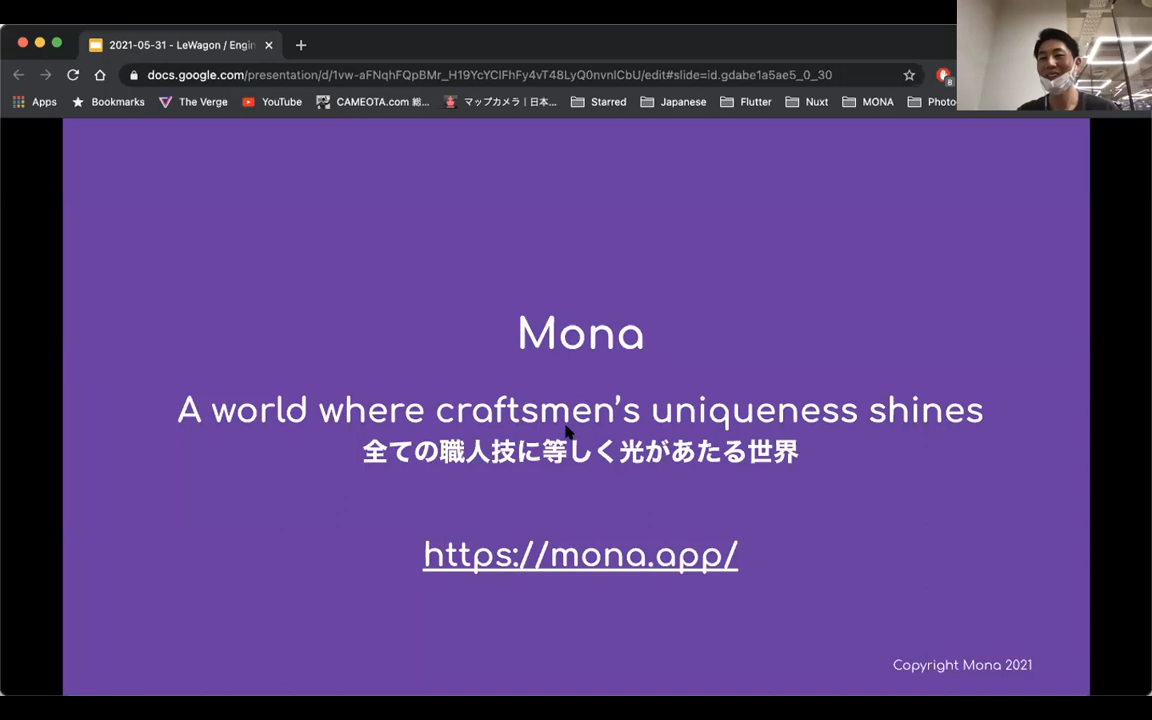 2021-05-31 - LeWagon / Engin
docs.google.com/presentation/d/1vw-aFNqhFQpBMr_H19YcYClFhFy4vT48LyQ0nvnlCbU/edit#slide=id.gdabe1a5ae5_0_30
8
Apps Bookmarks The Verge YouTube CAMEOTA.com 総... マップカメラ | 日本... Starred Japanese Flutter Nuxt MONA Photo
Mona
A world where craftsmen's uniqueness shines
全ての職人技に等しく光があたる世界
https://mona.app/
Copyright Mona 2021